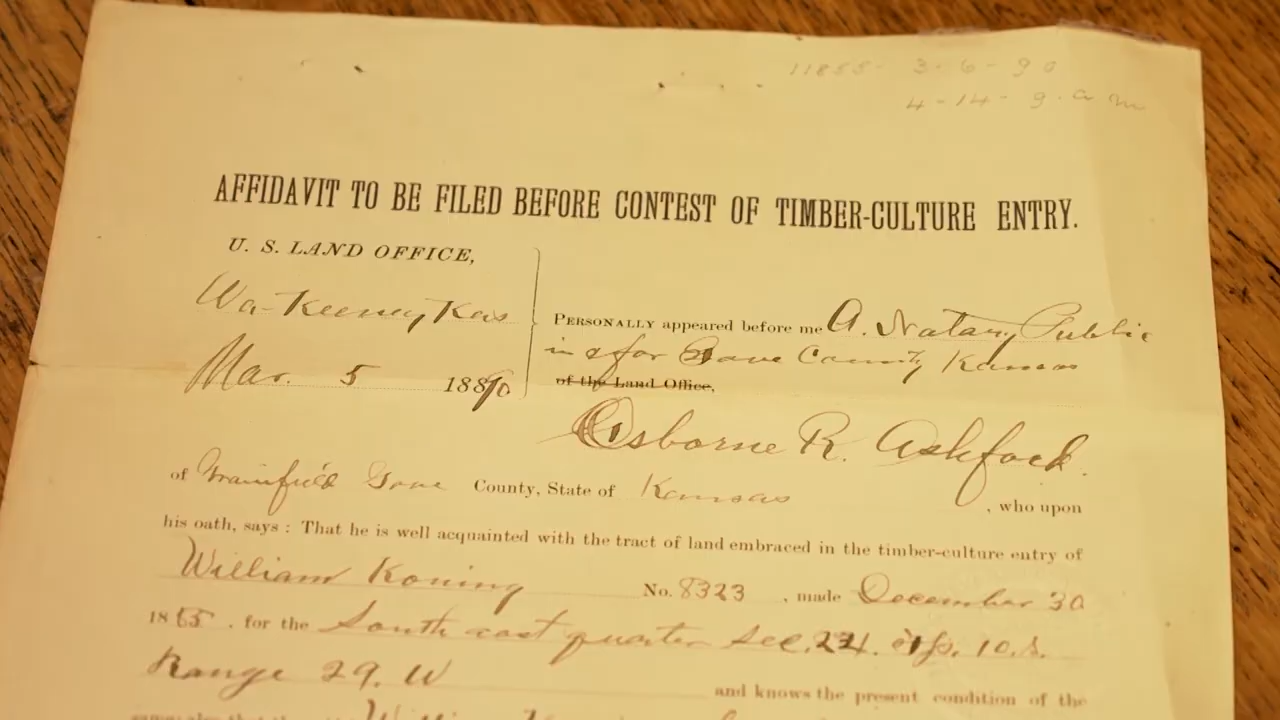 11855- 3-6-90
4-14- 9.am
AFFIDAVIT TO BE FILED BEFORE CONTEST OF TIMBER-CULTURE ENTRY.
U. S. LAND OFFICE,
Wa-Keeney Kas
Mar. 5 1890
PERSONALLY appeared before me A. Notary Public
in & for Gove County Kansas
of the Land Office,
Osborne R.
of Grainfield Gove County, State of Kansas, who upon
his oath, says: That he is well acquainted with the tract of land embraced in the timber-culture entry of
William Koning No. 8323, made December 30
1885. for the South east quarter Sec. 10.S.
Range 29. W and knows the present condition of the